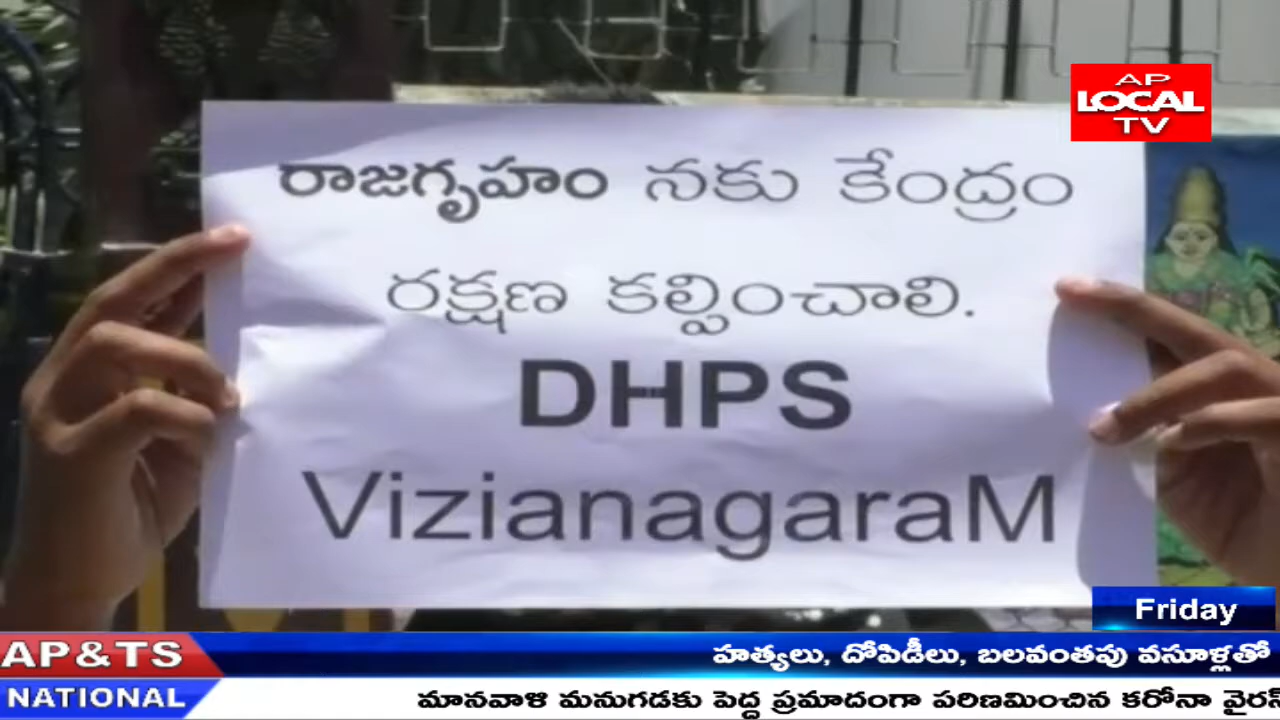 AP
LOCAL
TV
రాజగృహం నకు కేంద్రం
రక్షణ కల్పించాలి.
DHPS
VizianagaraM
Friday
AP&TS
హత్యలు, దోపిడీలు, బలవంతపు వసూళ్లతో
NATIONAL
మానవాళి మనుగడకు పెద్ద ప్రమాదంగా పరిణమించిన కరోనా వైరస్